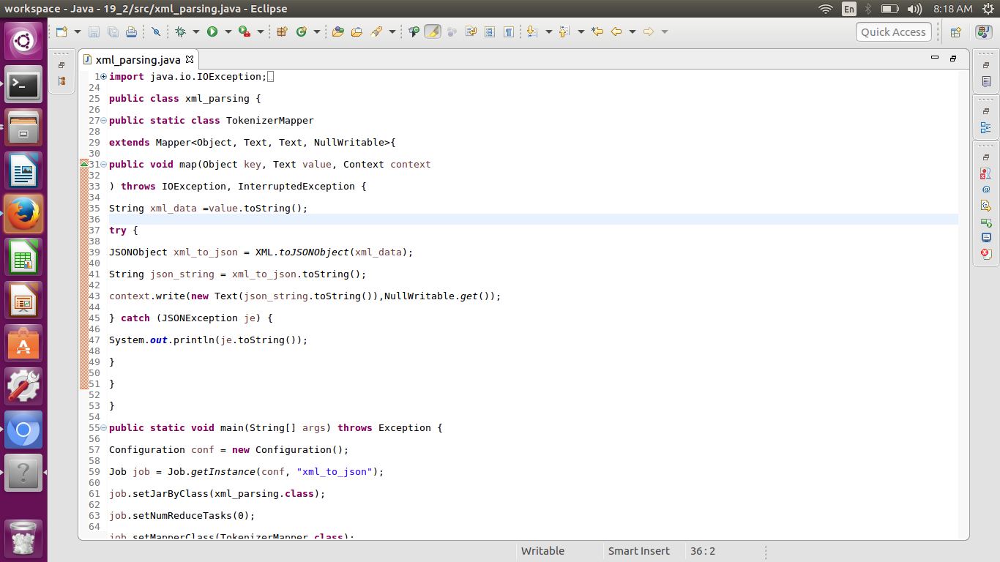 workspace - Java - 19_2/src/xml_parsing.java - Eclipse
En
8:18 AM
Quick Access
xml_parsing.java
1 import java.io.IOException;
24
25 public class xml_parsing {
26
27 public static class TokenizerMapper
28
29 extends Mapper<Object, Text, Text, NullWritable>{
30
31 public void map(Object key, Text value, Context context
32
33 ) throws IOException, InterruptedException {
34
35 String xml_data =value.toString();
36
37 try {
38
39 JSONObject xml_to_json = XML.toJSONObject(xml_data);
40
41 String json_string = xml_to_json.toString();
42
43 context.write(new Text(json_string.toString()),NullWritable.get());
44
45 } catch (JSONException je) {
46
47 System.out.println(je.toString());
48
49 }
50
51 }
52
53 }
54
55 public static void main(String[] args) throws Exception {
56
57 Configuration conf = new Configuration();
58
59 Job job = Job.getInstance(conf, "xml_to_json");
60
61 job.setJarByClass(xml_parsing.class);
62
63 job.setNumReduceTasks(0);
64
job.setMapperClass(TokenizerMapper.class);
Writable
Smart Insert
36 : 2